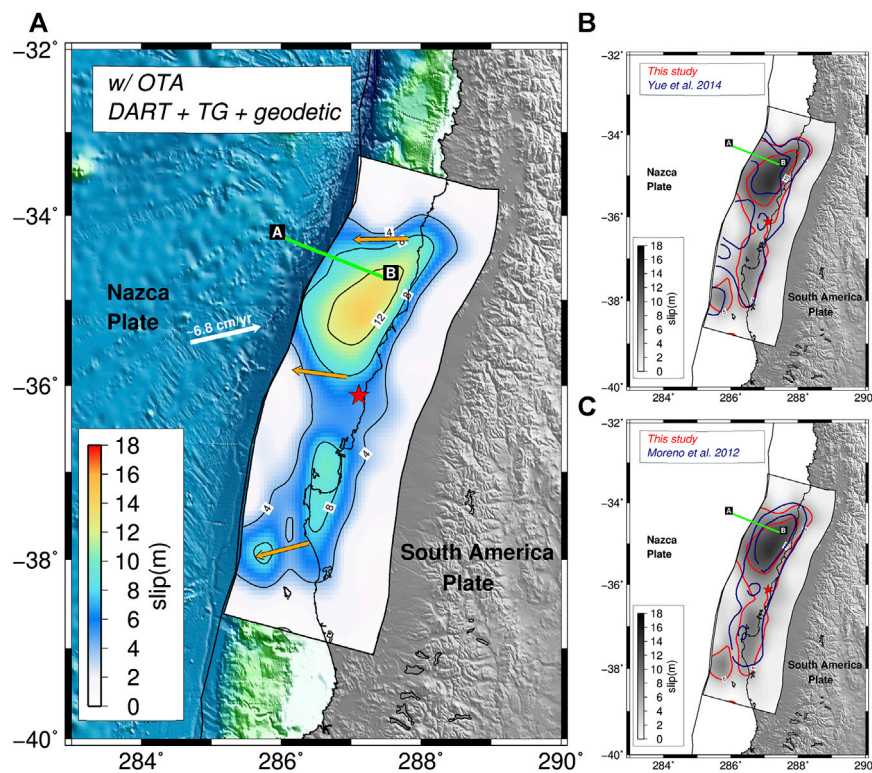 A
−32°
−34°
−36°
−38°
−40°
284°
286°
288°
290°
w/ OTA
DART + TG + geodetic
A
B
4
8
12
Nazca
Plate
~6.8 cm/yr
4
4
8
South America
Plate
18
16
14
12
10
8
6
4
2
0
slip(m)
B
−32°
−34°
−36°
−38°
−40°
284°
286°
288°
290
This study
Yue et al. 2014
A
B
Nazca
Plate
18
16
14
12
10
8
6
4
2
0
slip(m)
South America
Plate
C
−32°
−34°
−36°
−38°
−40°
284°
286°
288°
290
This study
Moreno et al. 2012
A
B
Nazca
Plate
18
16
14
12
10
8
6
4
2
0
slip(m)
South America
Plate